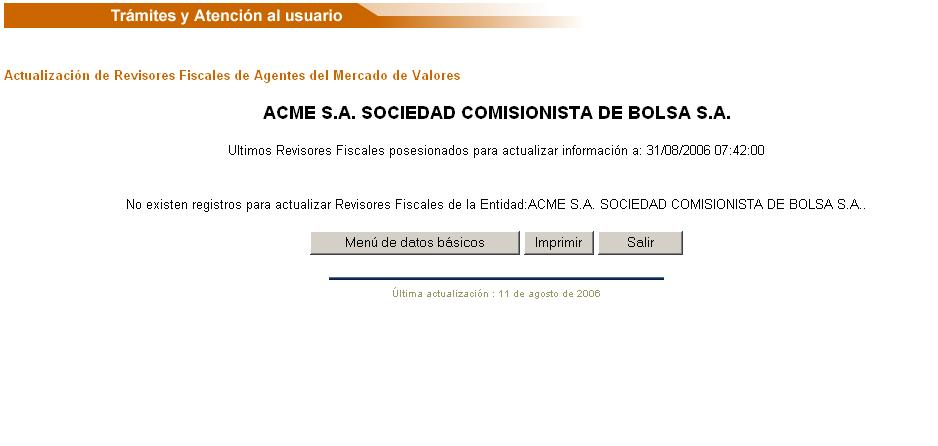 Trámites y Atención al usuario
Actualización de Revisores Fiscales de Agentes del Mercado de Valores
ACME S.A. SOCIEDAD COMISIONISTA DE BOLSA S.A.
Ultimos Revisores Fiscales posesionados para actualizar información a: 31/08/2006 07:42:00
No existen registros para actualizar Revisores Fiscales de la Entidad:ACME S.A. SOCIEDAD COMISIONISTA DE BOLSA S.A..
Menú de datos básicos Imprimir Salir
Última actualización : 11 de agosto de 2006